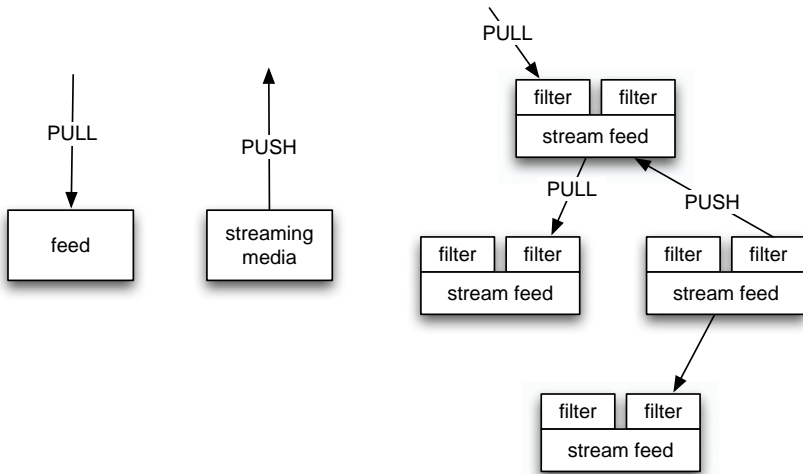 PULL
feed
PUSH
streaming
media
PULL
filter
filter
stream feed
PULL
PUSH
filter
filter
stream feed
filter
filter
stream feed
filter
filter
stream feed